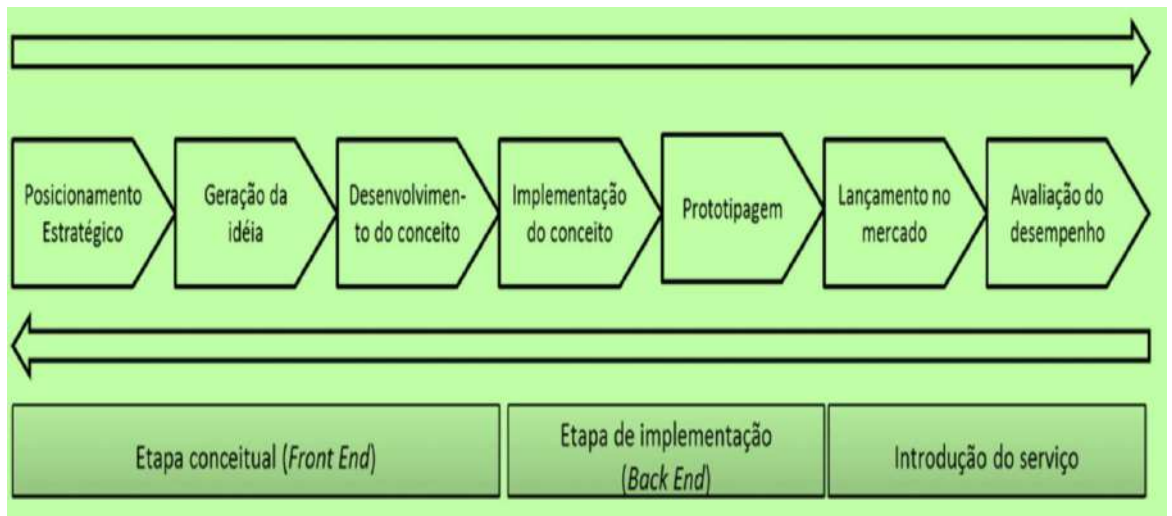 Posicionamento
Estratégico
Geração da
idéia
Desenvolvimen-
to do conceito
Implementação
do conceito
Prototipagem
Lançamento no
mercado
Avaliação do
desempenho
Etapa conceitual (Front End)
Etapa de implementação
(Back End)
Introdução do serviço